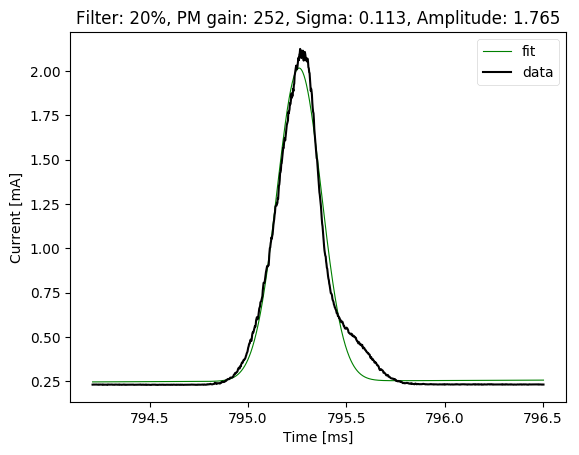 Filter: 20%, PM gain: 252, Sigma: 0.113, Amplitude: 1.765
fit
data
2.00
1.75
1.50
1.25
1.00
0.75
0.50
0.25
Current [mA]
794.5 795.0 795.5 796.0 796.5
Time [ms]